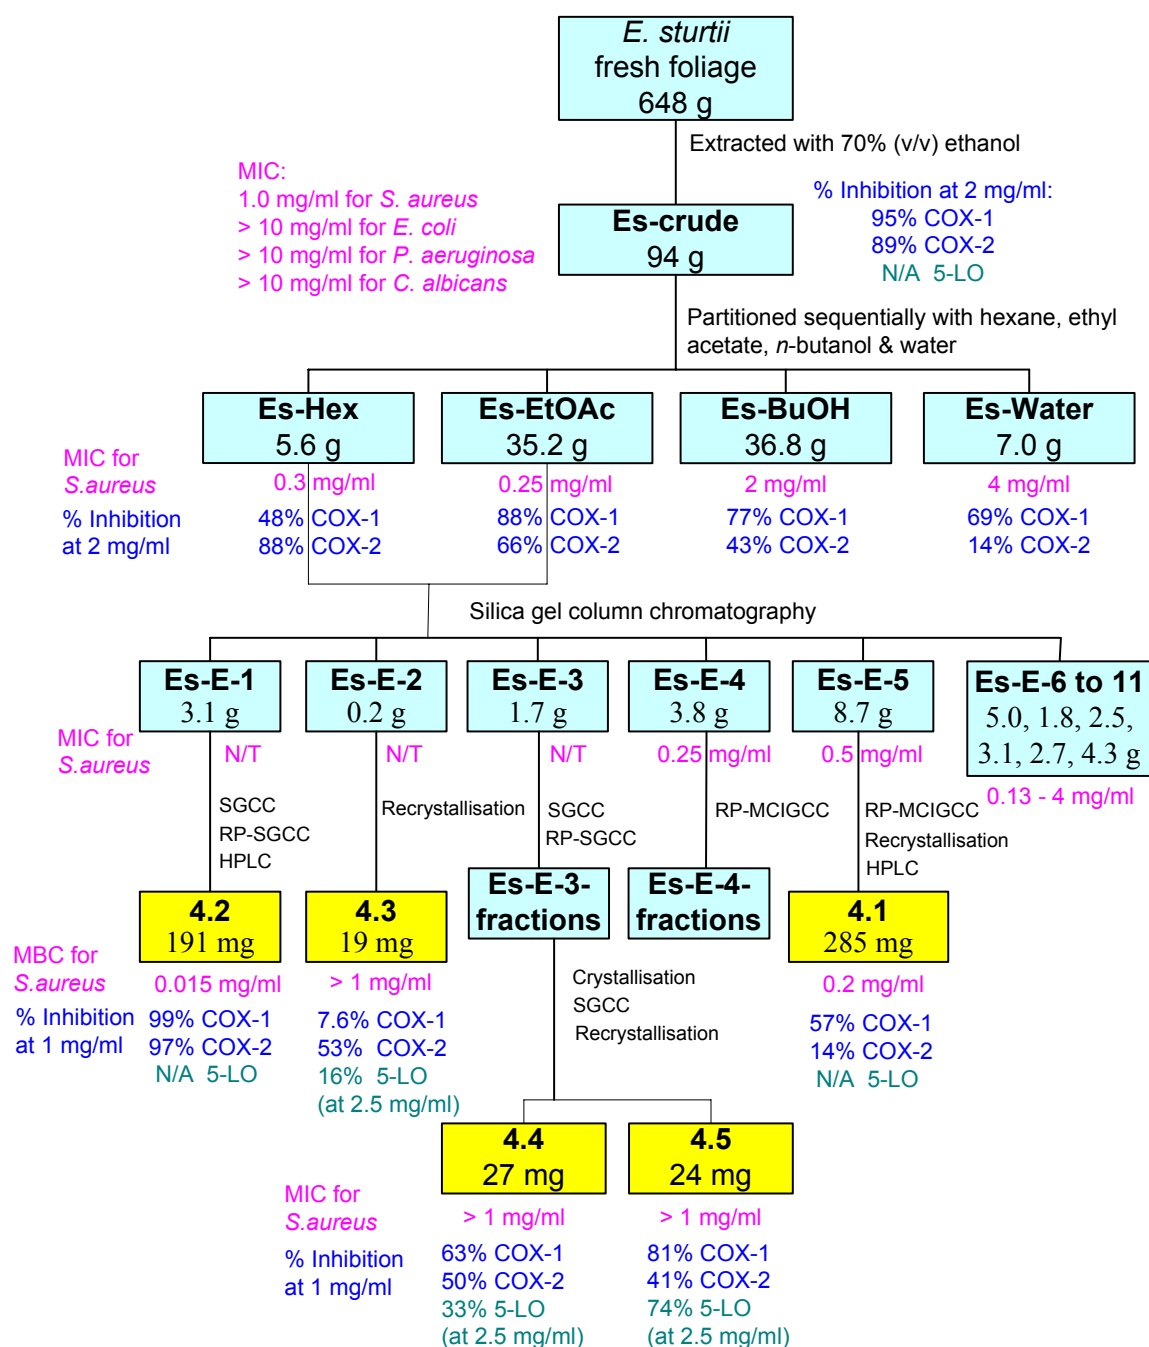 E. sturtii
fresh foliage
648 g
Extracted with 70% (v/v) ethanol
MIC:
1.0 mg/ml for S. aureus
> 10 mg/ml for E. coli
> 10 mg/ml for P. aeruginosa
> 10 mg/ml for C. albicans
Es-crude
94 g
% Inhibition at 2 mg/ml:
95% COX-1
89% COX-2
N/A 5-LO
Partitioned sequentially with hexane, ethyl
acetate, n-butanol & water
Es-Hex
5.6 g
Es-EtOAc
35.2 g
Es-BuOH
36.8 g
Es-Water
7.0 g
MIC for
S.aureus
0.3 mg/ml
0.25 mg/ml
2 mg/ml
4 mg/ml
% Inhibition
at 2 mg/ml
48% COX-1
88% COX-2
88% COX-1
66% COX-2
77% COX-1
43% COX-2
69% COX-1
14% COX-2
Silica gel column chromatography
Es-E-1
3.1 g
Es-E-2
0.2 g
Es-E-3
1.7 g
Es-E-4
3.8 g
Es-E-5
8.7 g
Es-E-6 to 11
5.0, 1.8, 2.5,
3.1, 2.7, 4.3 g
MIC for
S.aureus
N/T
N/T
N/T
0.25 mg/ml
0.5 mg/ml
0.13 - 4 mg/ml
SGCC
RP-SGCC
HPLC
Recrystallisation
SGCC
RP-SGCC
RP-MCIGCC
RP-MCIGCC
Recrystallisation
HPLC
Es-E-3-
fractions
Es-E-4-
fractions
4.2
191 mg
4.3
19 mg
4.1
285 mg
MBC for
S.aureus
0.015 mg/ml
> 1 mg/ml
0.2 mg/ml
% Inhibition
at 1 mg/ml
99% COX-1
97% COX-2
N/A 5-LO
7.6% COX-1
53% COX-2
16% 5-LO
(at 2.5 mg/ml)
57% COX-1
14% COX-2
N/A 5-LO
Crystallisation
SGCC
Recrystallisation
4.4
27 mg
4.5
24 mg
MIC for
S.aureus
> 1 mg/ml
> 1 mg/ml
% Inhibition
at 1 mg/ml
63% COX-1
50% COX-2
33% 5-LO
(at 2.5 mg/ml)
81% COX-1
41% COX-2
74% 5-LO
(at 2.5 mg/ml)